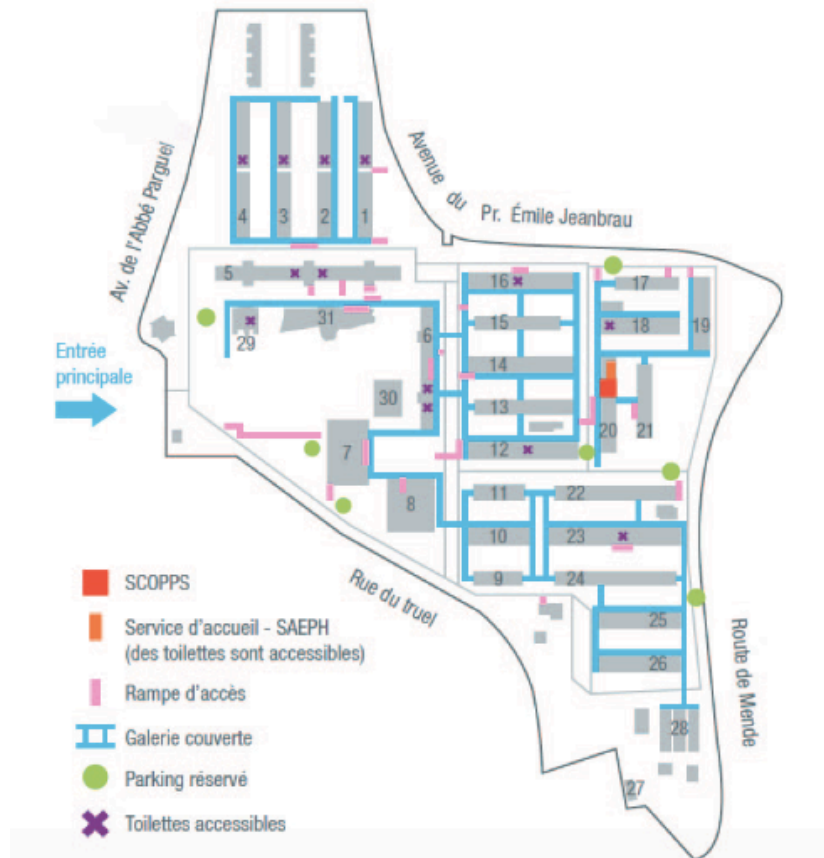 Av. de l'Abbé Parguel
Avenue du Pr. Émile Jeanbrau
4
3
2
1
5
16
17
31
6
15
18
19
29
Entrée
principale
14
30
13
20
21
7
12
8
11
22
10
23
9
24
Rue du truel
25
26
Route de Mende
28
27
SCOPPS
Service d'accueil - SAEPH
(des toilettes sont accessibles)
Rampe d'accès
Galerie couverte
Parking réservé
Toilettes accessibles